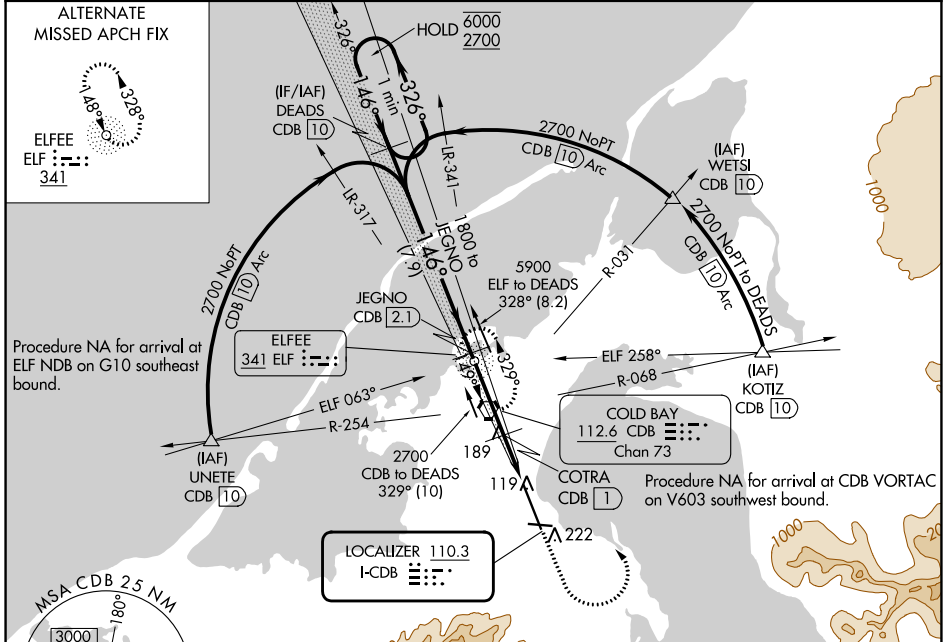 ALTERNATE
MISSED APCH FIX
148°
328°
ELFEE
ELF
341
326°
HOLD
6000
2700
146°
1 min
326°
(IF/IAF)
DEADS
CDB 10
LR-317
LR-341
2700 NoPT
CDB 10 Arc
(IAF)
WETSI
CDB 10
2700 NoPT to DEADS
CDB 10 Arc
R-031
1000
2700 NoPT
CDB 10 Arc
146°
(7.9)
1800 to
JEGNO
5900
ELF to DEADS
328° (8.2)
JEGNO
CDB 2.1
ELFEE
341 ELF
Procedure NA for arrival at
ELF NDB on G10 southeast
bound.
ELF 063°
R-254
(IAF)
UNETE
CDB 10
149°
329°
ELF 258°
R-068
(IAF)
KOTIZ
CDB 10
COLD BAY
112.6 CDB
Chan 73
2700
CDB to DEADS
329° (10)
189
119
COTRA
CDB 1
Procedure NA for arrival at CDB VORTAC
on V603 southwest bound.
222
LOCALIZER 110.3
I-CDB
1000
MSA CDB 25 NM
180°
3000